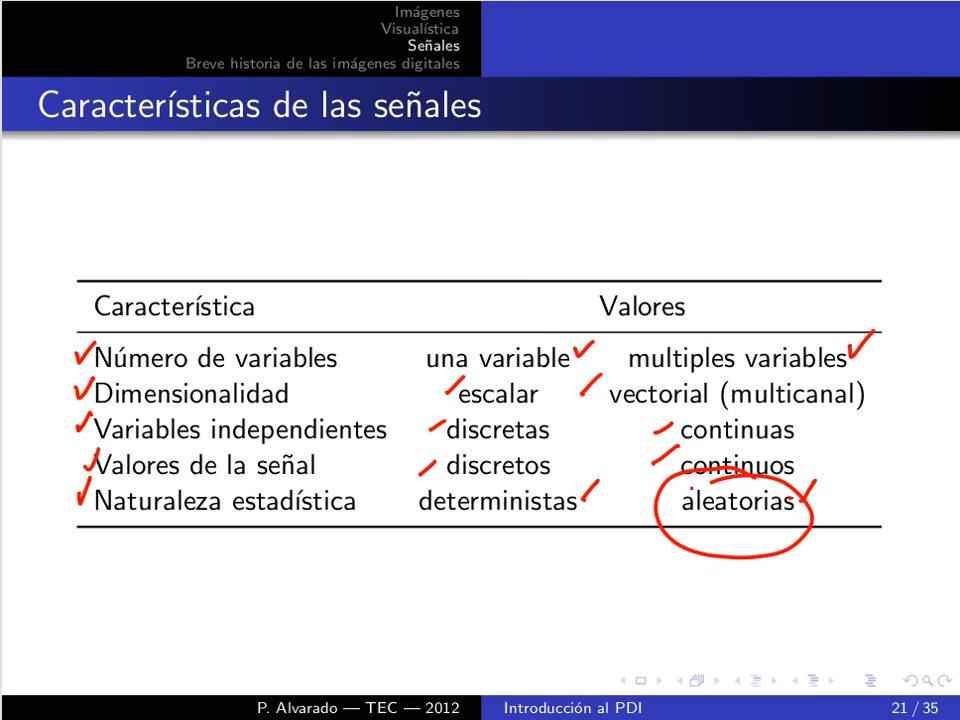 Imágenes
Visualística
Señales
Breve historia de las imágenes digitales
Características de las señales
Característica Valores
Número de variables una variable multiples variables
Dimensionalidad escalar vectorial (multicanal)
Variables independientes discretas continuas
Valores de la señal discretos continuos
Naturaleza estadística deterministas aleatorias
P. Alvarado — TEC — 2012 Introducción al PDI 21 / 35